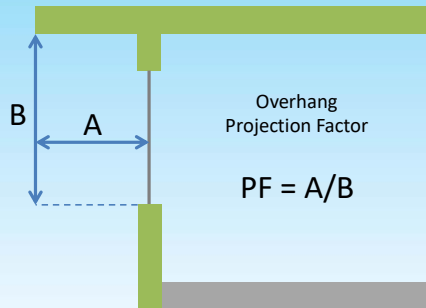 B
A
Overhang
Projection Factor
PF = A/B